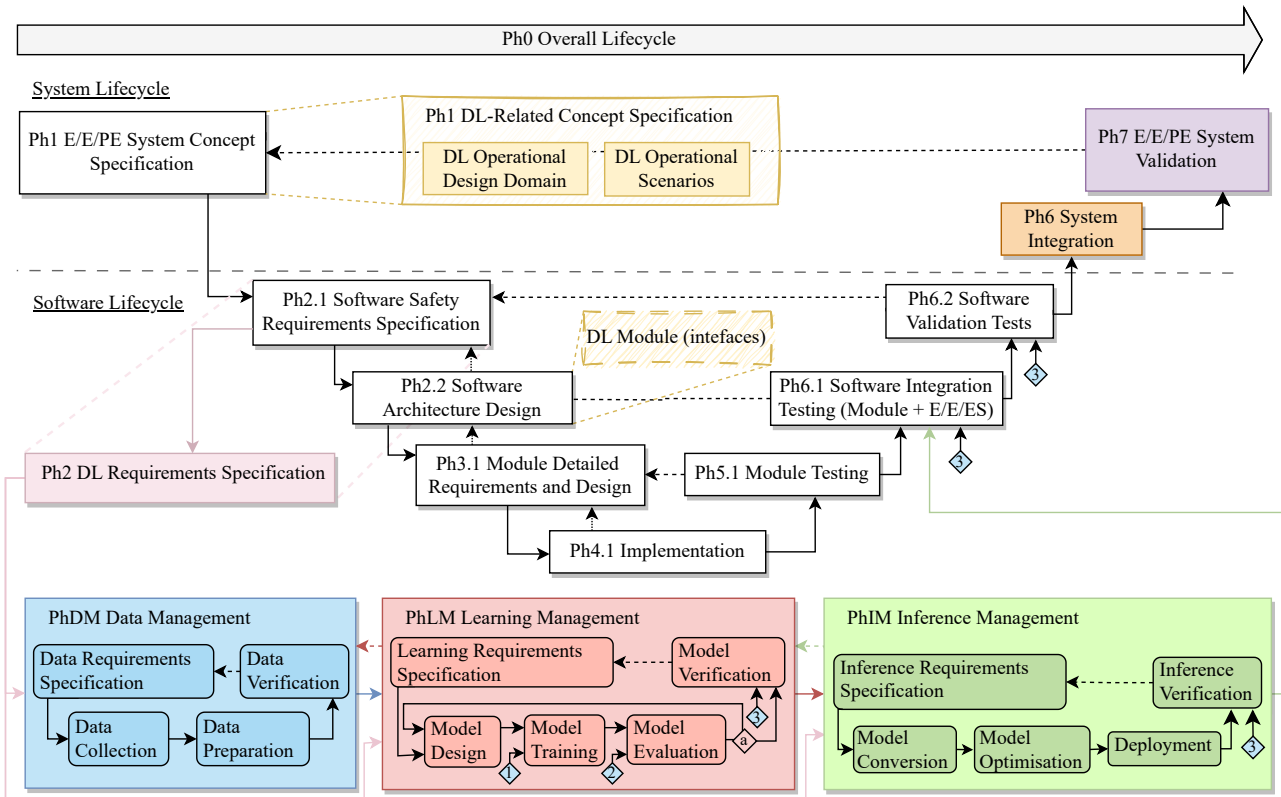 Ph0 Overall Lifecycle
System Lifecycle
Ph1 E/E/PE System Concept
Specification
Ph1 DL-Related Concept Specification
DL Operational
Design Domain
DL Operational
Scenarios
Ph7 E/E/PE System
Validation
Ph6 System
Integration
Software Lifecycle
Ph2.1 Software Safety
Requirements Specification
Ph6.2 Software
Validation Tests
3
DL Module (intefaces)
Ph2.2 Software
Architecture Design
Ph6.1 Software Integration
Testing (Module + E/E/ES)
3
Ph2 DL Requirements Specification
Ph3.1 Module Detailed
Requirements and Design
Ph5.1 Module Testing
Ph4.1 Implementation
PhDM Data Management
Data Requirements
Specification
Data
Verification
Data
Collection
Data
Preparation
PhLM Learning Management
Learning Requirements
Specification
Model
Verification
3
Model
Design
Model
Training
Model
Evaluation
a
1
2
PhIM Inference Management
Inference Requirements
Specification
Inference
Verification
Model
Conversion
Model
Optimisation
Deployment
3